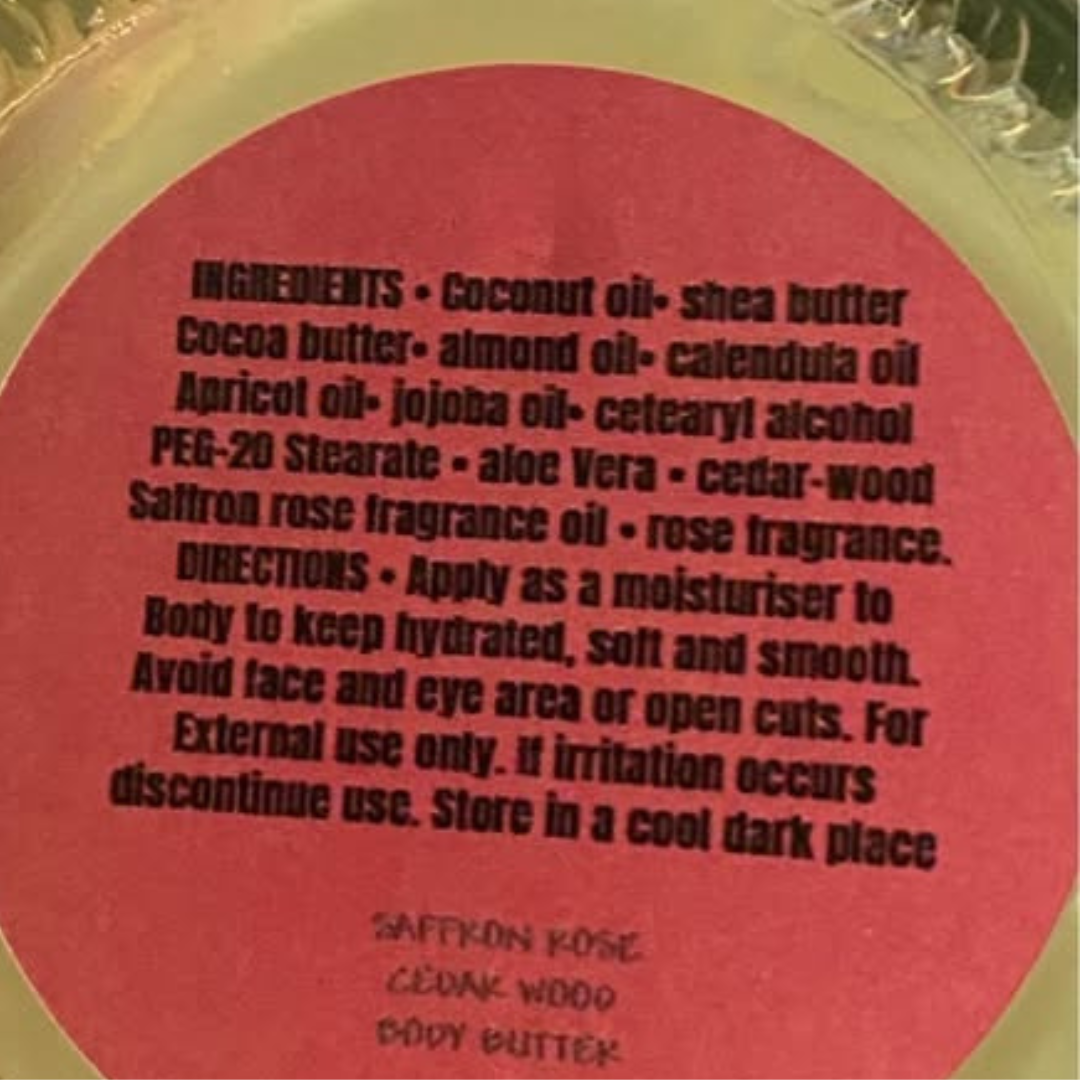 INGREDIENTS • Coconut oil• shea butter
Cocoa butter• almond oil• calendula oil
Apricot oil• jojoba oil• cetearyl alcohol
PEG-20 Stearate • aloe Vera • cedar-wood
Saffron rose fragrance oil • rose fragrance.
DIRECTIONS • Apply as a moisturiser to
Body to keep hydrated, soft and smooth.
Avoid face and eye area or open cuts. For
External use only. If irritation occurs
discontinue use. Store in a cool dark place
SAFFRON ROSE
CEDAR WOOD
BODY BUTTER